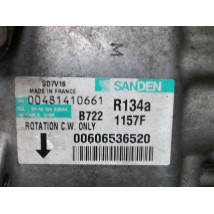 M
SD7V16
MADE IN FRANCE
SANDEN
00481410661
R134a
B722
1157F
ROTATION C.W. ONLY
00606536520